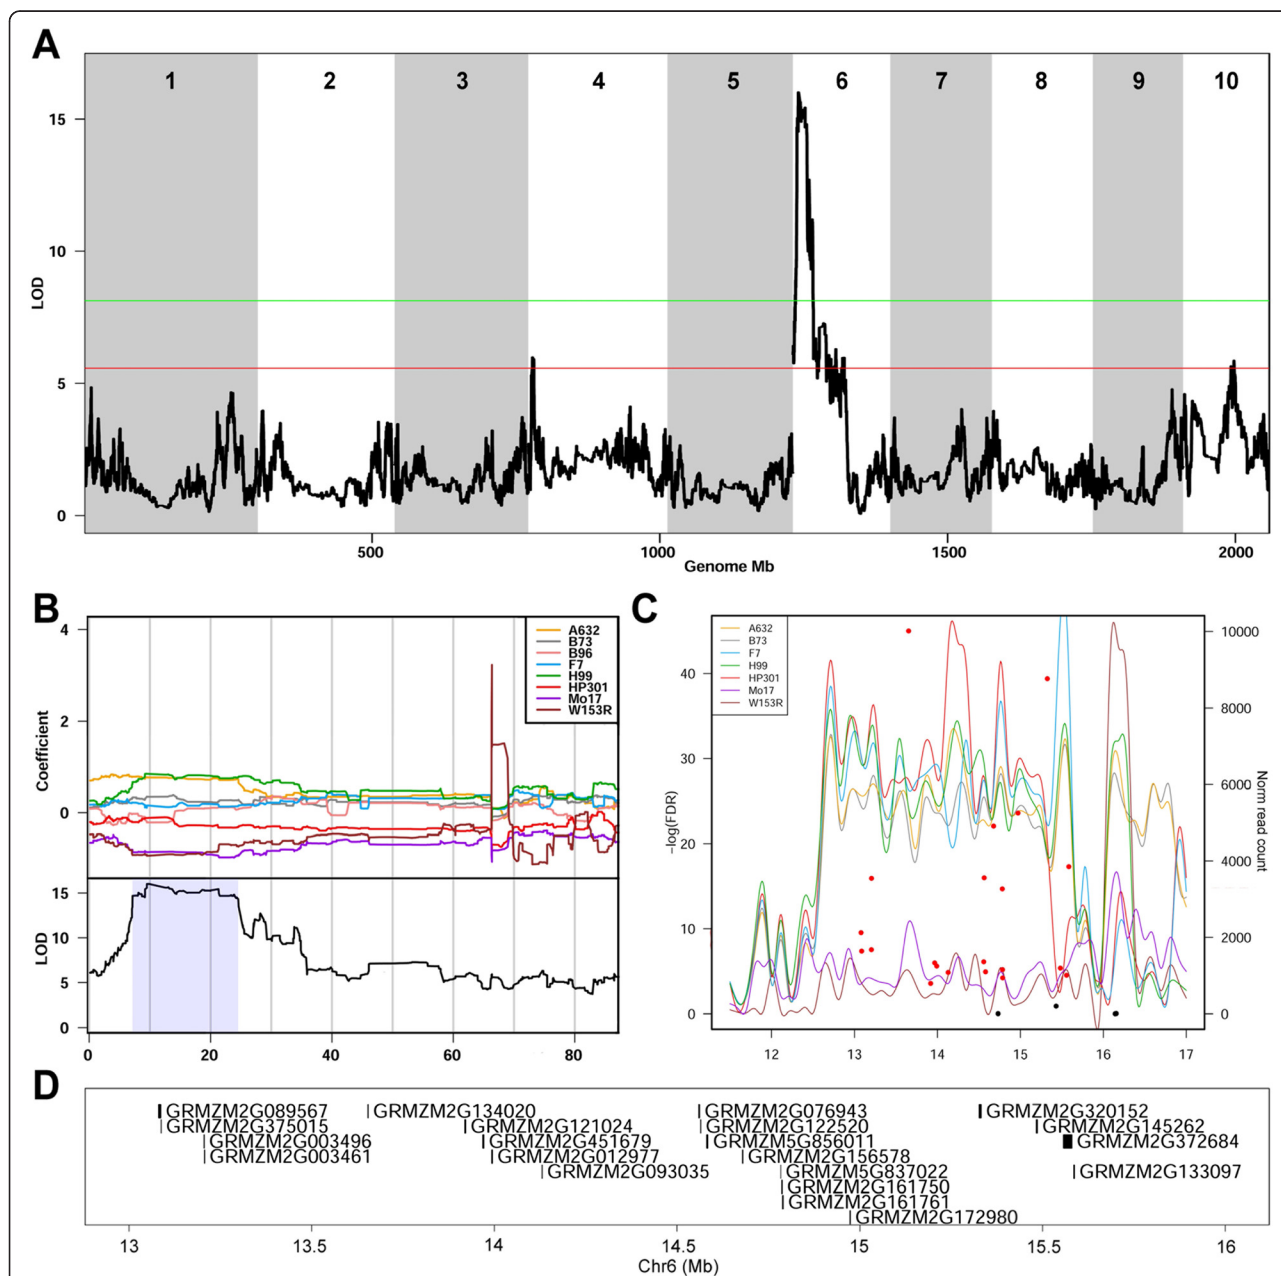 A
1 2 3 4 5 6 7 8 9 10
15
10
5
0
LOD
500 1000 1500 2000
Genome Mb
B
4
2
0
Coefficient
A632
B73
B96
F7
H99
HP301
Mo17
W153R
15
10
5
0
LOD
0 20 40 60 80
C
A632
B73
F7
H99
HP301
Mo17
W153R
40
30
20
10
0
−log(FDR)
10000
8000
6000
4000
2000
0
Norm read count
12 13 14 15 16 17
D
GRMZM2G089567 GRMZM2G134020 GRMZM2G076943 GRMZM2G320152
GRMZM2G375015 GRMZM2G121024 GRMZM2G122520 GRMZM2G145262
GRMZM2G003496 GRMZM2G451679 GRMZM5G856011 GRMZM2G372684
GRMZM2G003461 GRMZM2G012977 GRMZM2G156578
GRMZM2G093035 GRMZM5G837022 GRMZM2G133097
GRMZM2G161750
GRMZM2G161761
GRMZM2G172980
13 13.5 14 14.5 15 15.5 16
Chr6 (Mb)